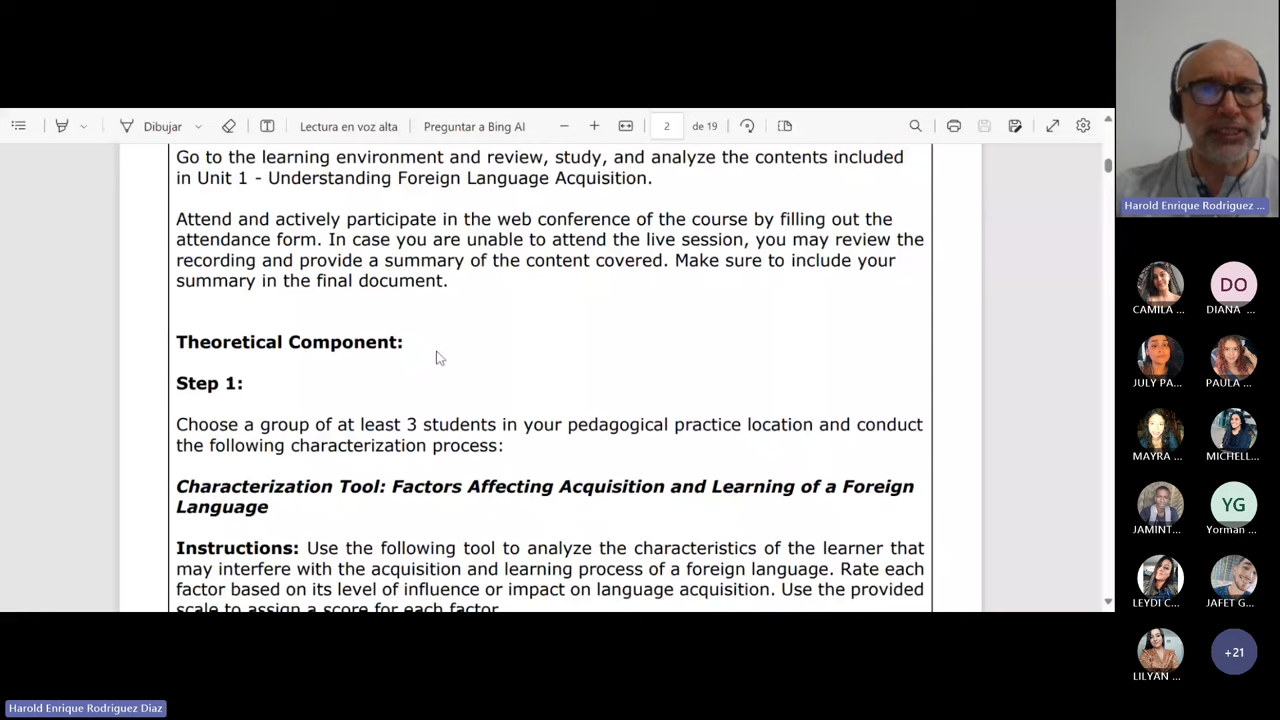 Dibujar
Lectura en voz alta
Preguntar a Bing AI
2
de 19
Go to the learning environment and review, study, and analyze the contents included
in Unit 1 - Understanding Foreign Language Acquisition.
Attend and actively participate in the web conference of the course by filling out the
attendance form. In case you are unable to attend the live session, you may review the
recording and provide a summary of the content covered. Make sure to include your
summary in the final document.
Theoretical Component:
Step 1:
Choose a group of at least 3 students in your pedagogical practice location and conduct
the following characterization process:
Characterization Tool: Factors Affecting Acquisition and Learning of a Foreign
Language
Instructions: Use the following tool to analyze the characteristics of the learner that
may interfere with the acquisition and learning process of a foreign language. Rate each
factor based on its level of influence or impact on language acquisition. Use the provided
scale to assign a score for each factor.
Harold Enrique Rodriguez ...
CAMILA ...
DO
DIANA ...
JULY PA...
PAULA ...
MAYRA ...
MICHELL...
JAMINT...
YG
Yorman ...
LEYDI C...
JAFET G...
LILYAN ...
+21
Harold Enrique Rodriguez Diaz